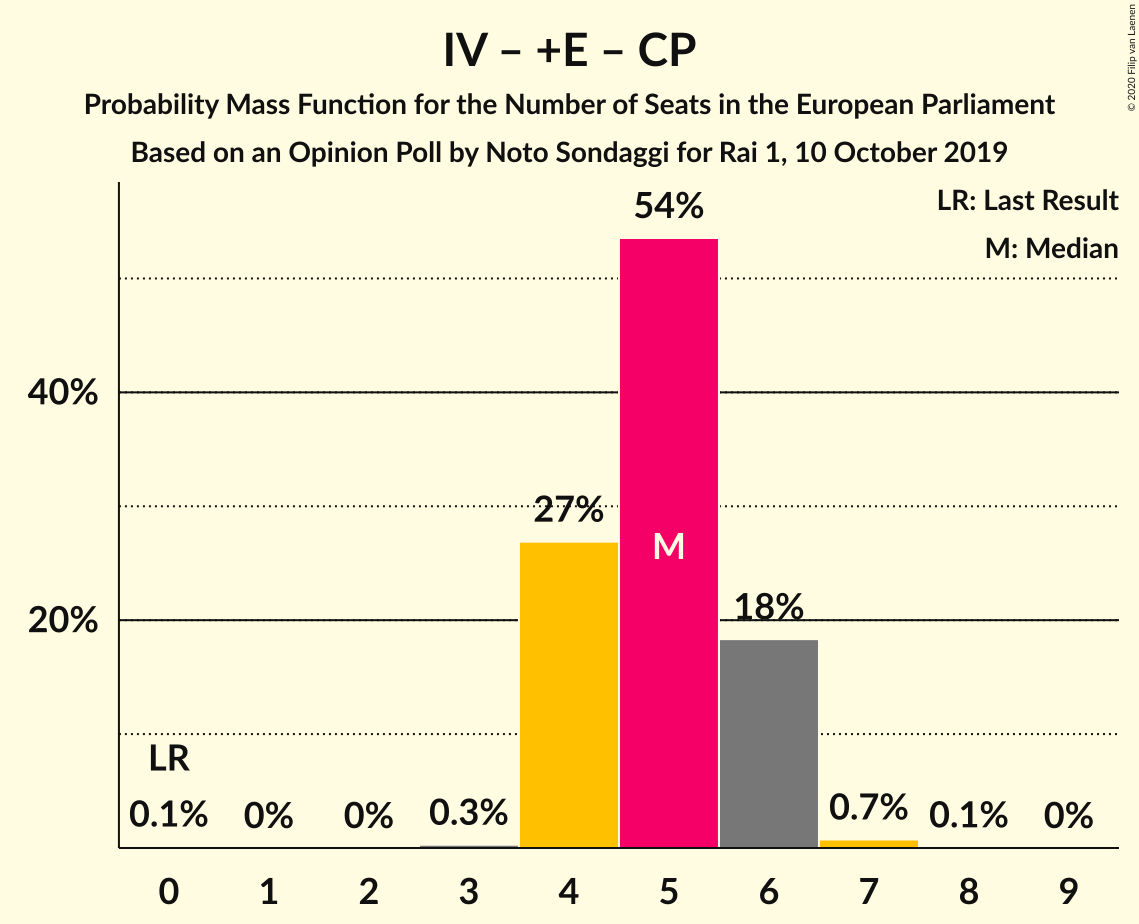 IV – +E – CP
Probability Mass Function for the Number of Seats in the European Parliament
Based on an Opinion Poll by Noto Sondaggi for Rai 1, 10 October 2019
© 2020 Filip van Laenen
LR: Last Result
M: Median
54%
40%
27%
M
18%
20%
LR
0.1% 0% 0% 0.3% 0.7% 0.1% 0%
0 1 2 3 4 5 6 7 8 9